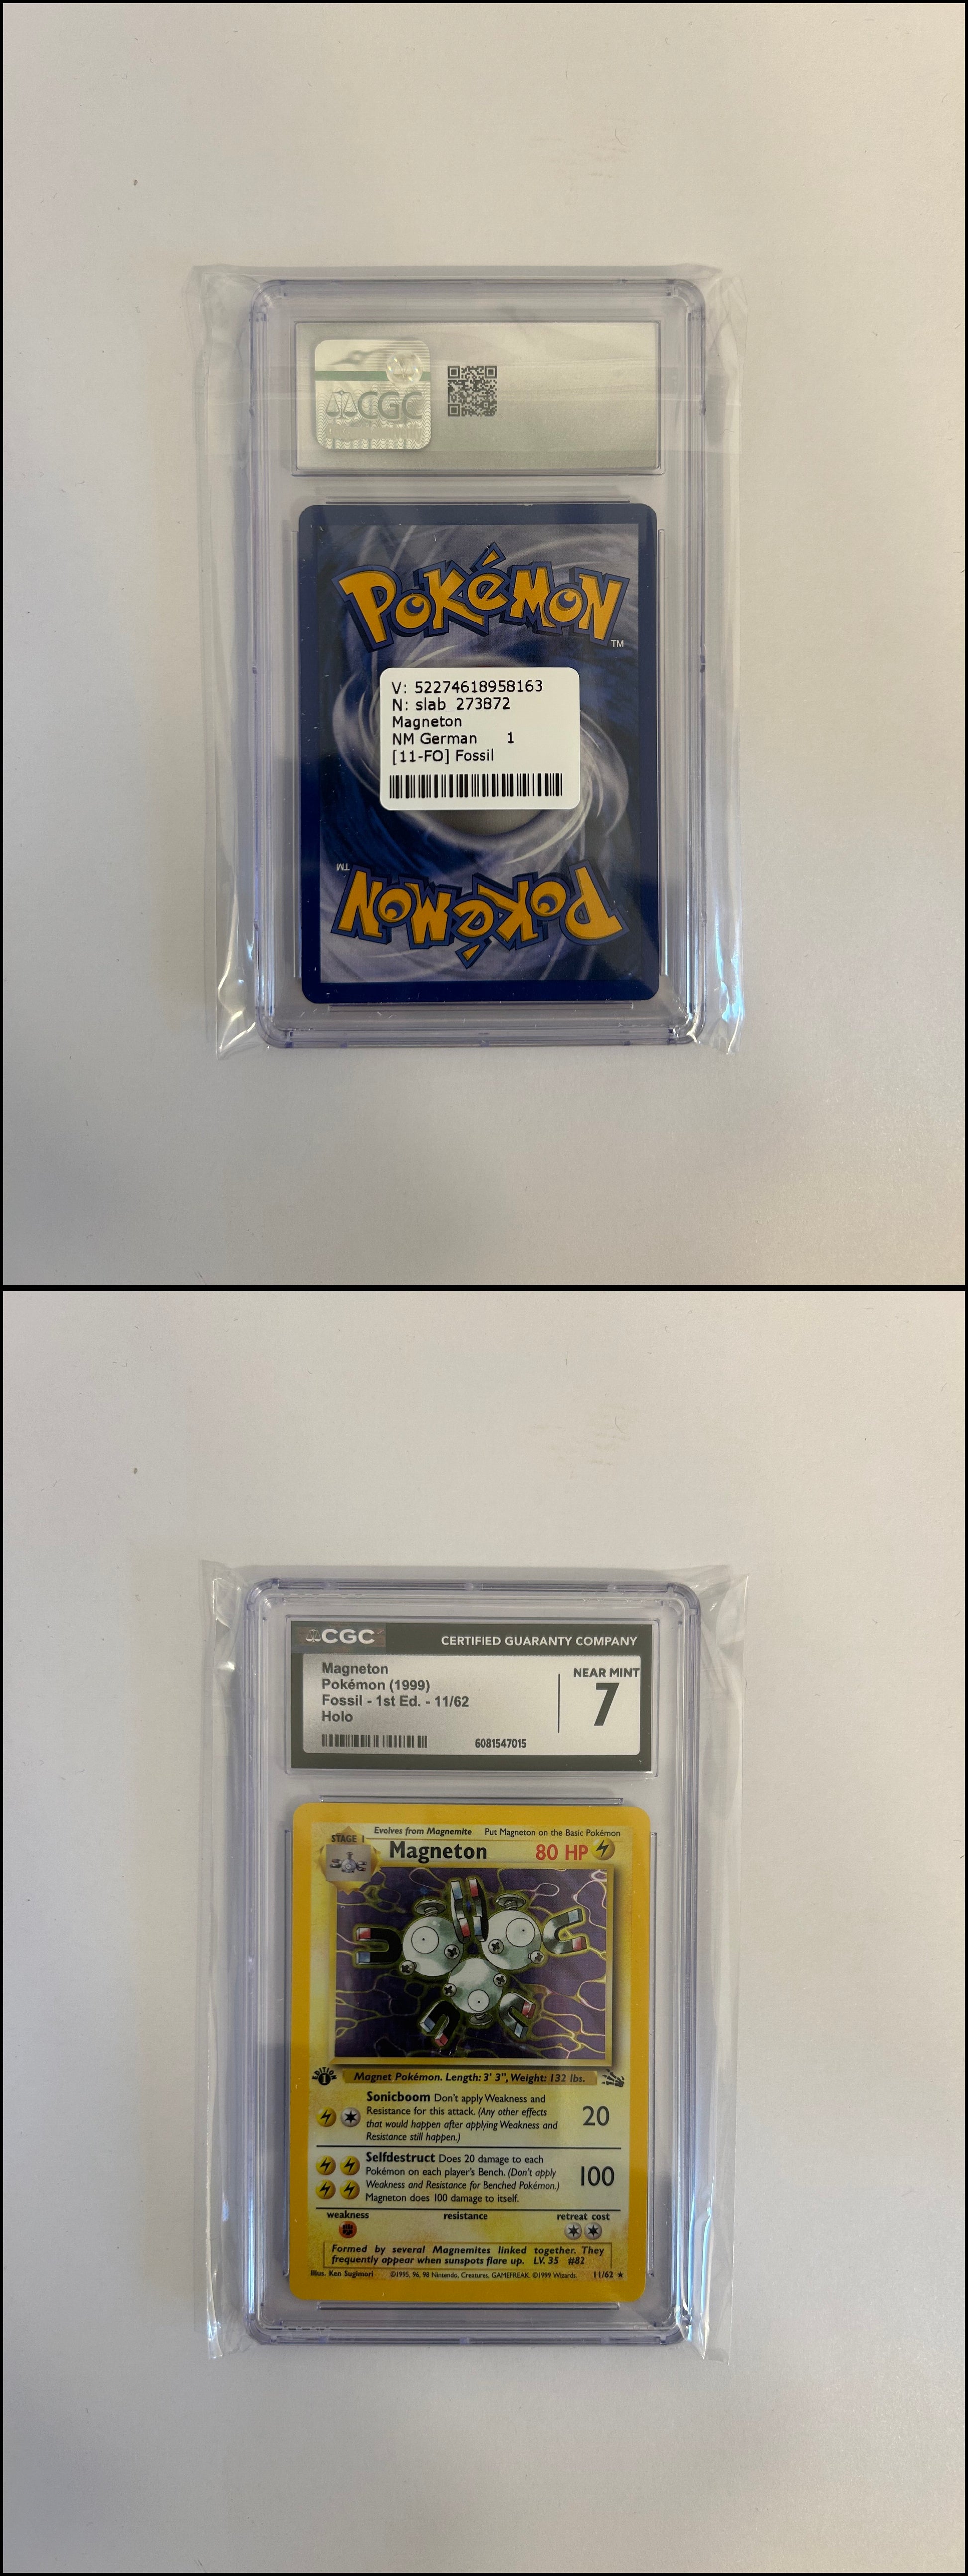 CGC
POKéMON
TM
V: 52274618958163
N: slab_273872
Magneton
NM German 1
[11-FO] Fossil
TM
POKéMON
CGC
CERTIFIED GUARANTY COMPANY
Magneton
Pokémon (1999)
Fossil - 1st Ed. - 11/62
Holo
NEAR MINT
7
6081547015
Evolves from Magnemite Put Magneton on the Basic Pokémon
STAGE 1
Magneton 80 HP
EDITION 1
Magnet Pokémon. Length: 3' 3", Weight: 132 lbs.
Sonicboom Don't apply Weakness and
Resistance for this attack. (Any other effects
that would happen after applying Weakness and
Resistance still happen.)
20
Selfdestruct Does 20 damage to each
Pokémon on each player's Bench. (Don't apply
Weakness and Resistance for Benched Pokémon.)
Magneton does 100 damage to itself.
100
weakness resistance retreat cost
Formed by several Magnemites linked together. They
frequently appear when sunspots flare up. LV. 35 #82
Illus. Ken Sugimori ©1995, 96, 98 Nintendo, Creatures, GAMEFREAK. ©1999 Wizards. 11/62 ★